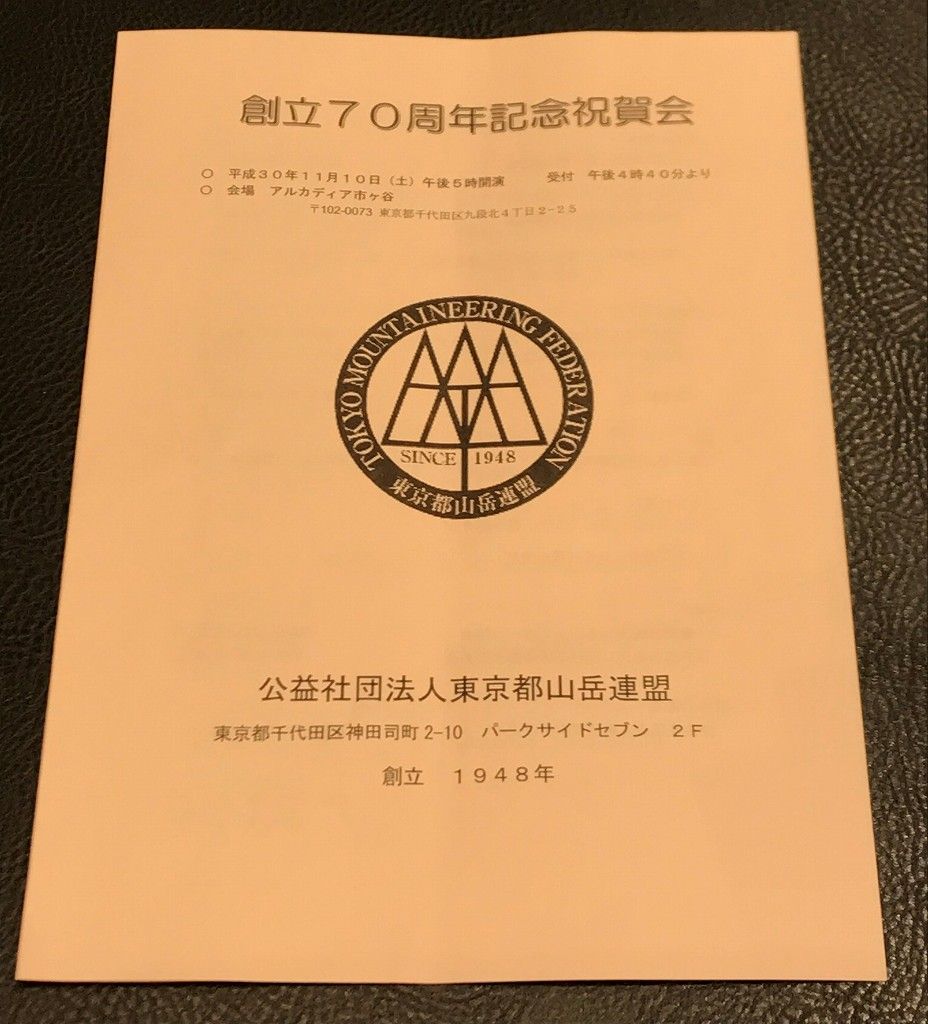 創立７０周年記念祝賀会
○　平成３０年１１月１０日（土）午後５時開演　　受付　午後４時４０分より
○　会場　アルカディア市ヶ谷
〒102-0073 東京都千代田区九段北４丁目２－２５
TOKYO MOUNTAINEERING FEDERATION
SINCE 1948
東京都山岳連盟
公益社団法人東京都山岳連盟
東京都千代田区神田司町 2-10　パークサイドセブン　２Ｆ
創立　１９４８年